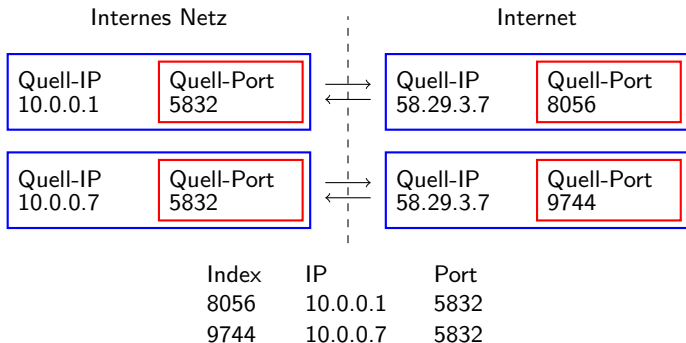 Internes Netz Internet
Quell-IP Quell-Port Quell-IP Quell-Port
10.0.0.1 5832 58.29.3.7 8056
Quell-IP Quell-Port Quell-IP Quell-Port
10.0.0.7 5832 58.29.3.7 9744
Index IP Port
8056 10.0.0.1 5832
9744 10.0.0.7 5832